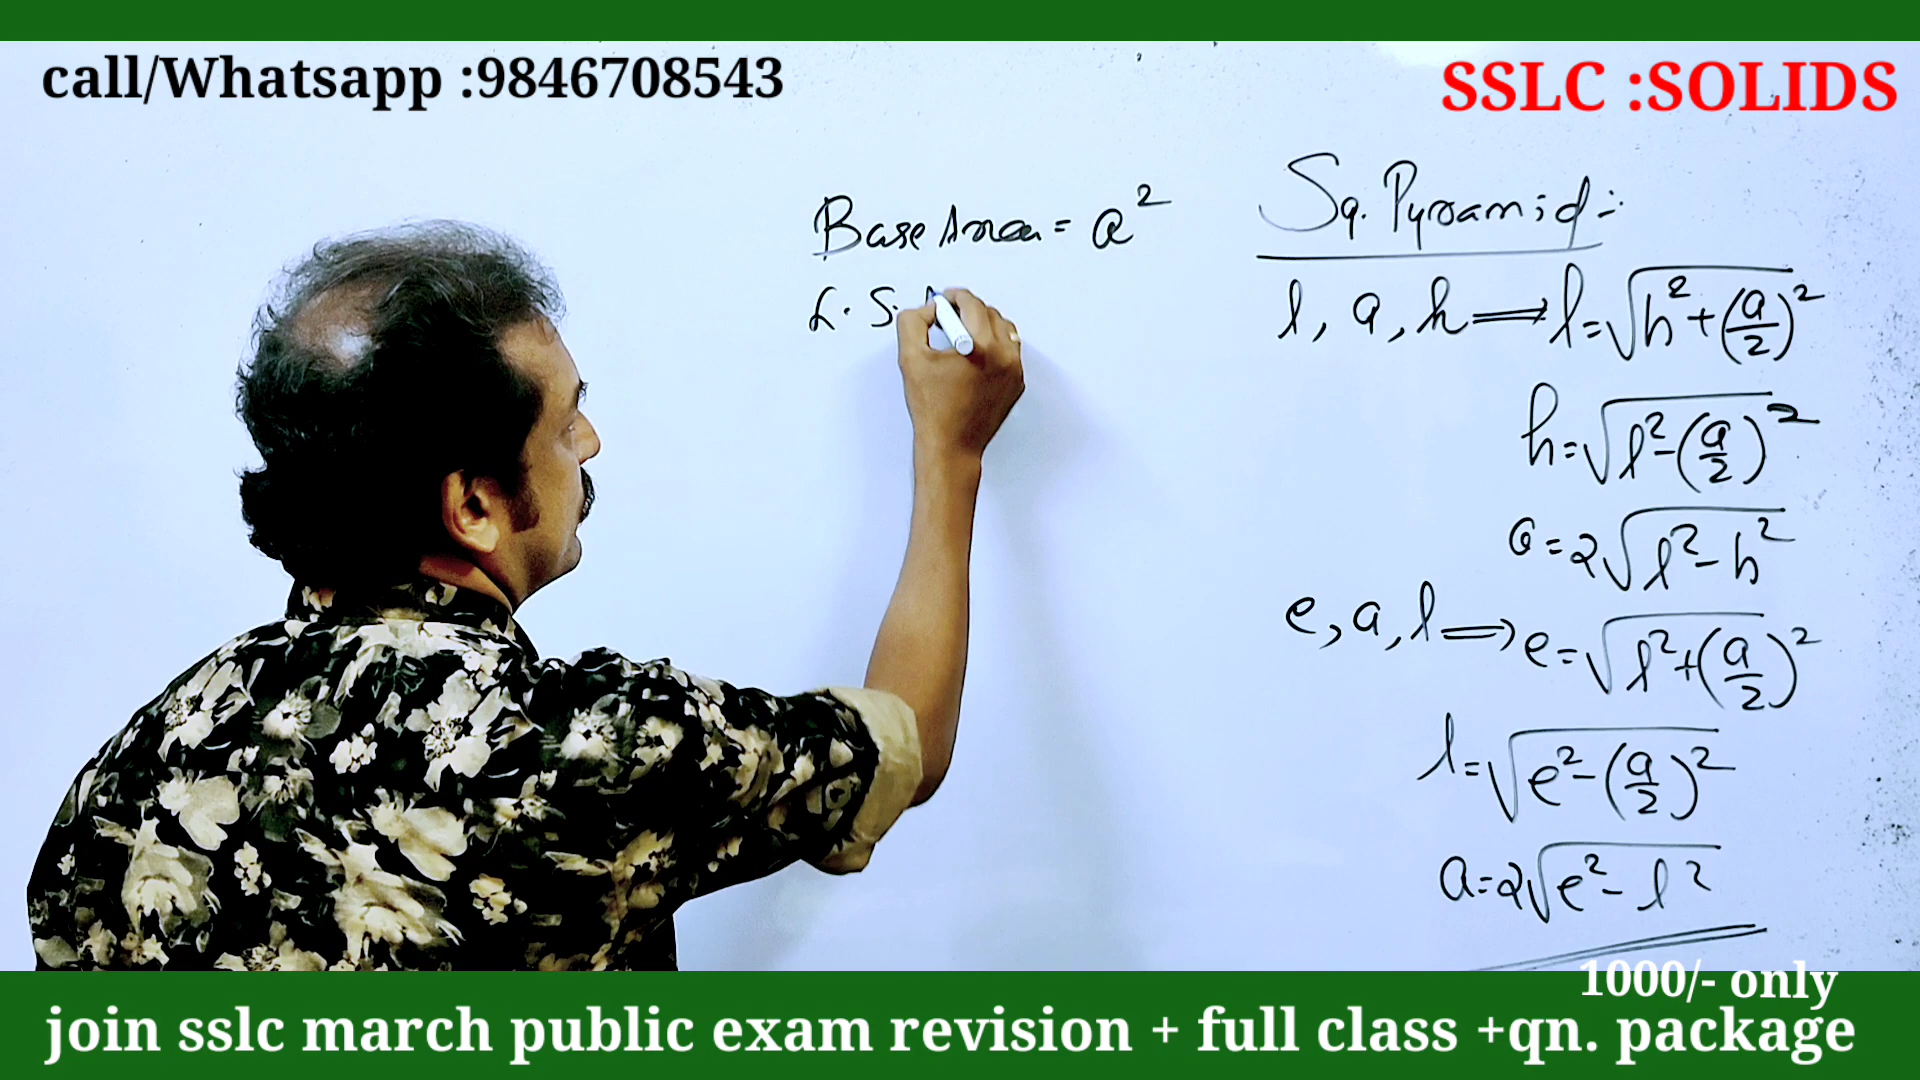 call/Whatsapp :9846708543
SSLC :SOLIDS
Base Area = a²
L. S.
Sq. Pyramid :-
l, a, h ⟹ l = √h² + (a/2)²
h = √l² - (a/2)²
a = 2√l² - h²
e, a, l ⟹ e = √l² + (a/2)²
l = √e² - (a/2)²
a = 2√e² - l²
1000/- only
join sslc march public exam revision + full class +qn. package